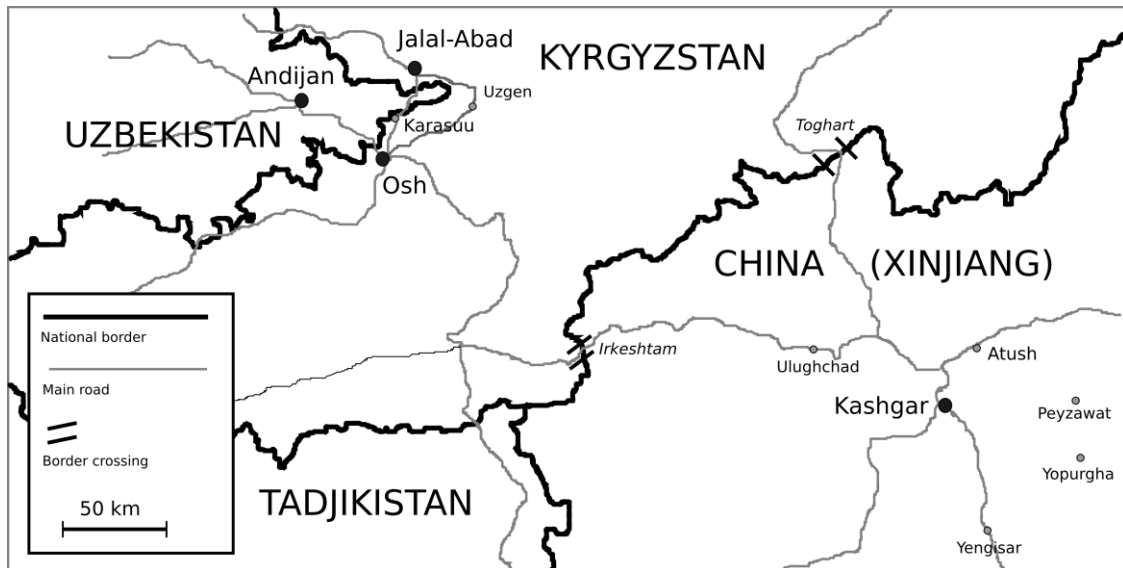 Jalal-Abad
KYRGYZSTAN
Andijan
Uzgen
UZBEKISTAN
Karasuu
Toghart
Osh
CHINA (XINJIANG)
National border
Irkeshtam
Ulughchad
Atush
Main road
Kashgar
Peyzawat
Border crossing
Yopurgha
TADJIKISTAN
50 km
Yengisar